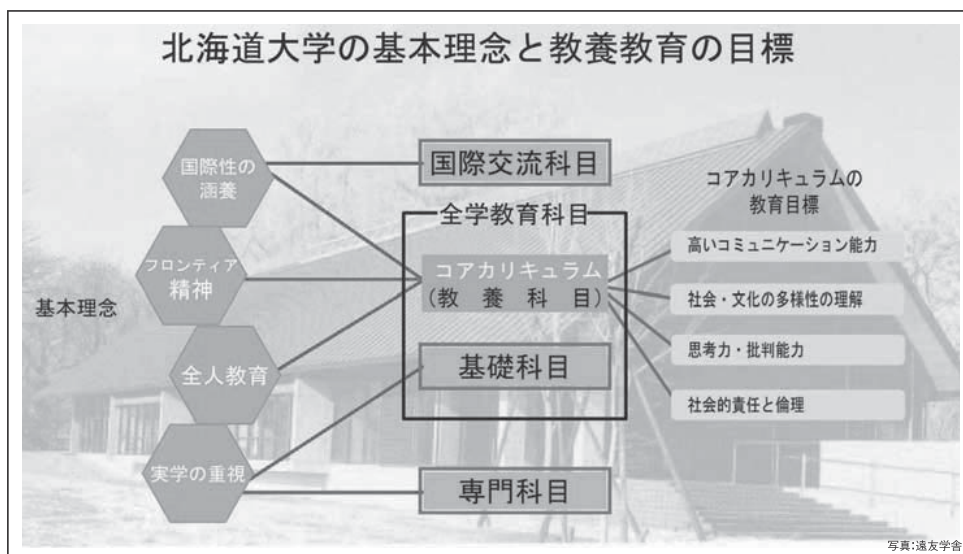 北海道大学の基本理念と教養教育の目標
基本理念
国際性の
涵養
フロンティア
精神
全人教育
実学の重視
国際交流科目
全学教育科目
コアカリキュラム
(教養科目)
基礎科目
専門科目
コアカリキュラムの
教育目標
高いコミュニケーション能力
社会・文化の多様性の理解
思考力・批判能力
社会的責任と倫理
写真:遠友学舎